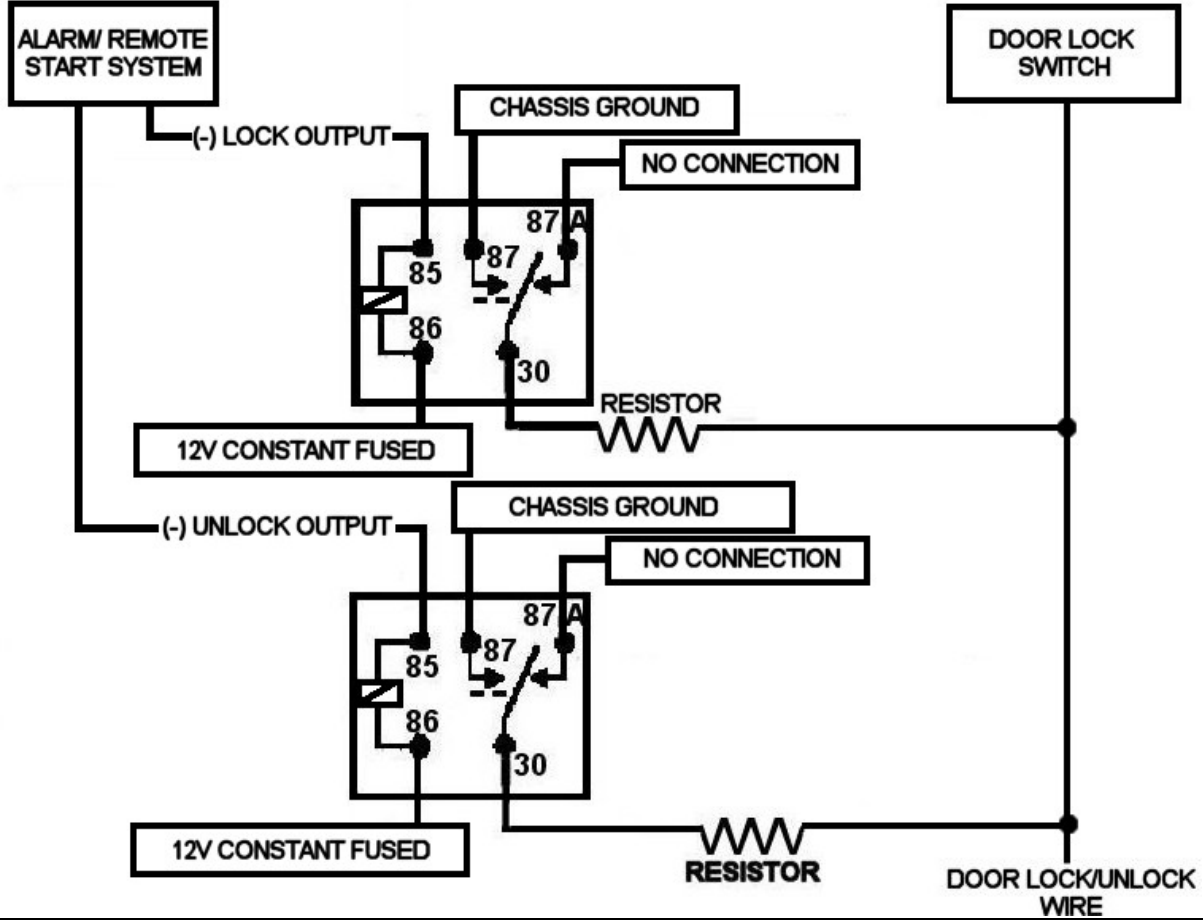 ALARM/ REMOTE
START SYSTEM
DOOR LOCK
SWITCH
CHASSIS GROUND
(-) LOCK OUTPUT
NO CONNECTION
87 A
87
85
86
30
RESISTOR
12V CONSTANT FUSED
CHASSIS GROUND
(-) UNLOCK OUTPUT
NO CONNECTION
87 A
87
85
86
30
12V CONSTANT FUSED
RESISTOR
DOOR LOCK/UNLOCK
WIRE